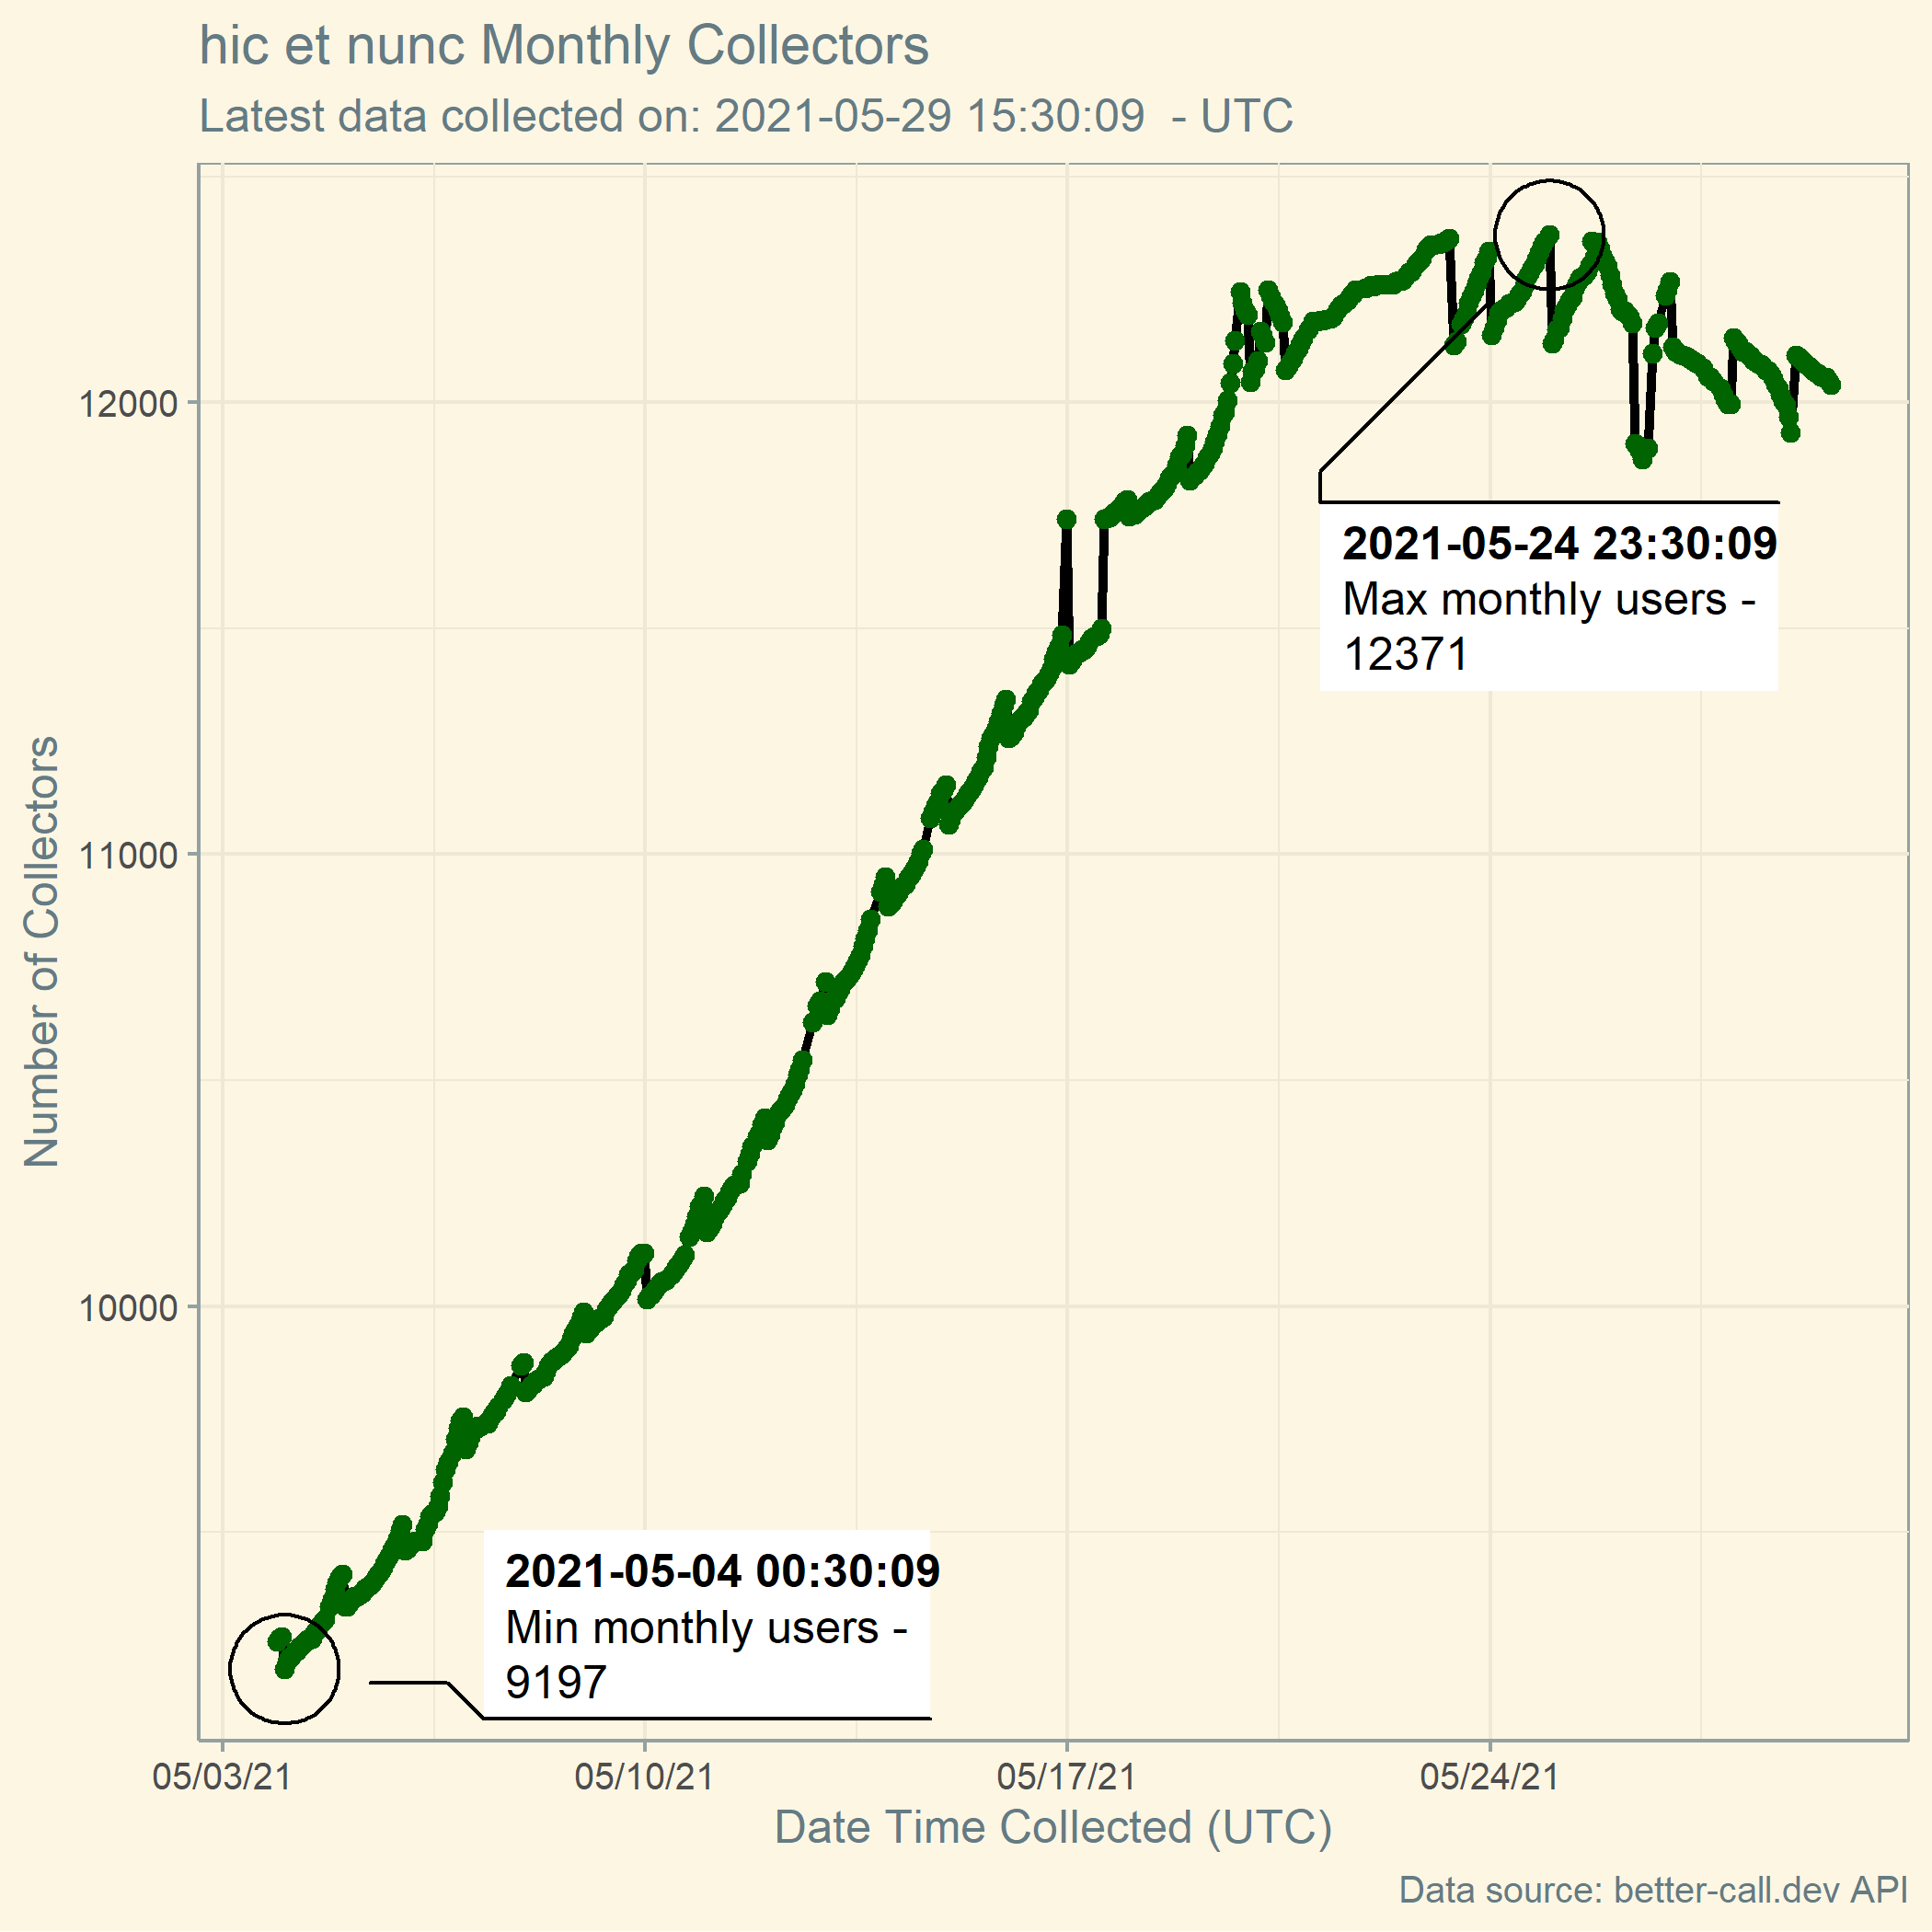 hic et nunc Monthly Collectors
Latest data collected on: 2021-05-29 15:30:09  - UTC
Number of Collectors
12000
11000
10000
2021-05-24 23:30:09
Max monthly users -
12371
2021-05-04 00:30:09
Min monthly users -
9197
05/03/21
05/10/21
05/17/21
05/24/21
Date Time Collected (UTC)
Data source: better-call.dev API